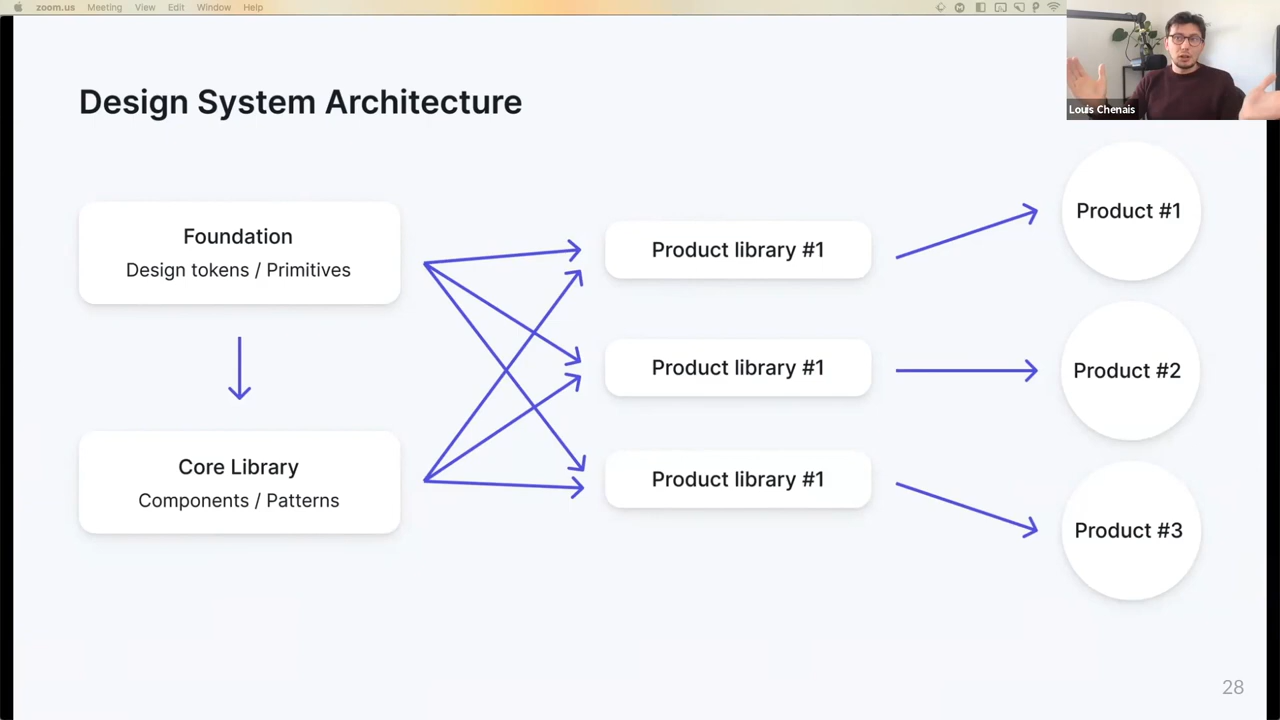 zoom.us Meeting View Edit Window Help
Louis Chenais
Design System Architecture
Foundation
Design tokens / Primitives
Core Library
Components / Patterns
Product library #1
Product library #1
Product library #1
Product #1
Product #2
Product #3
28